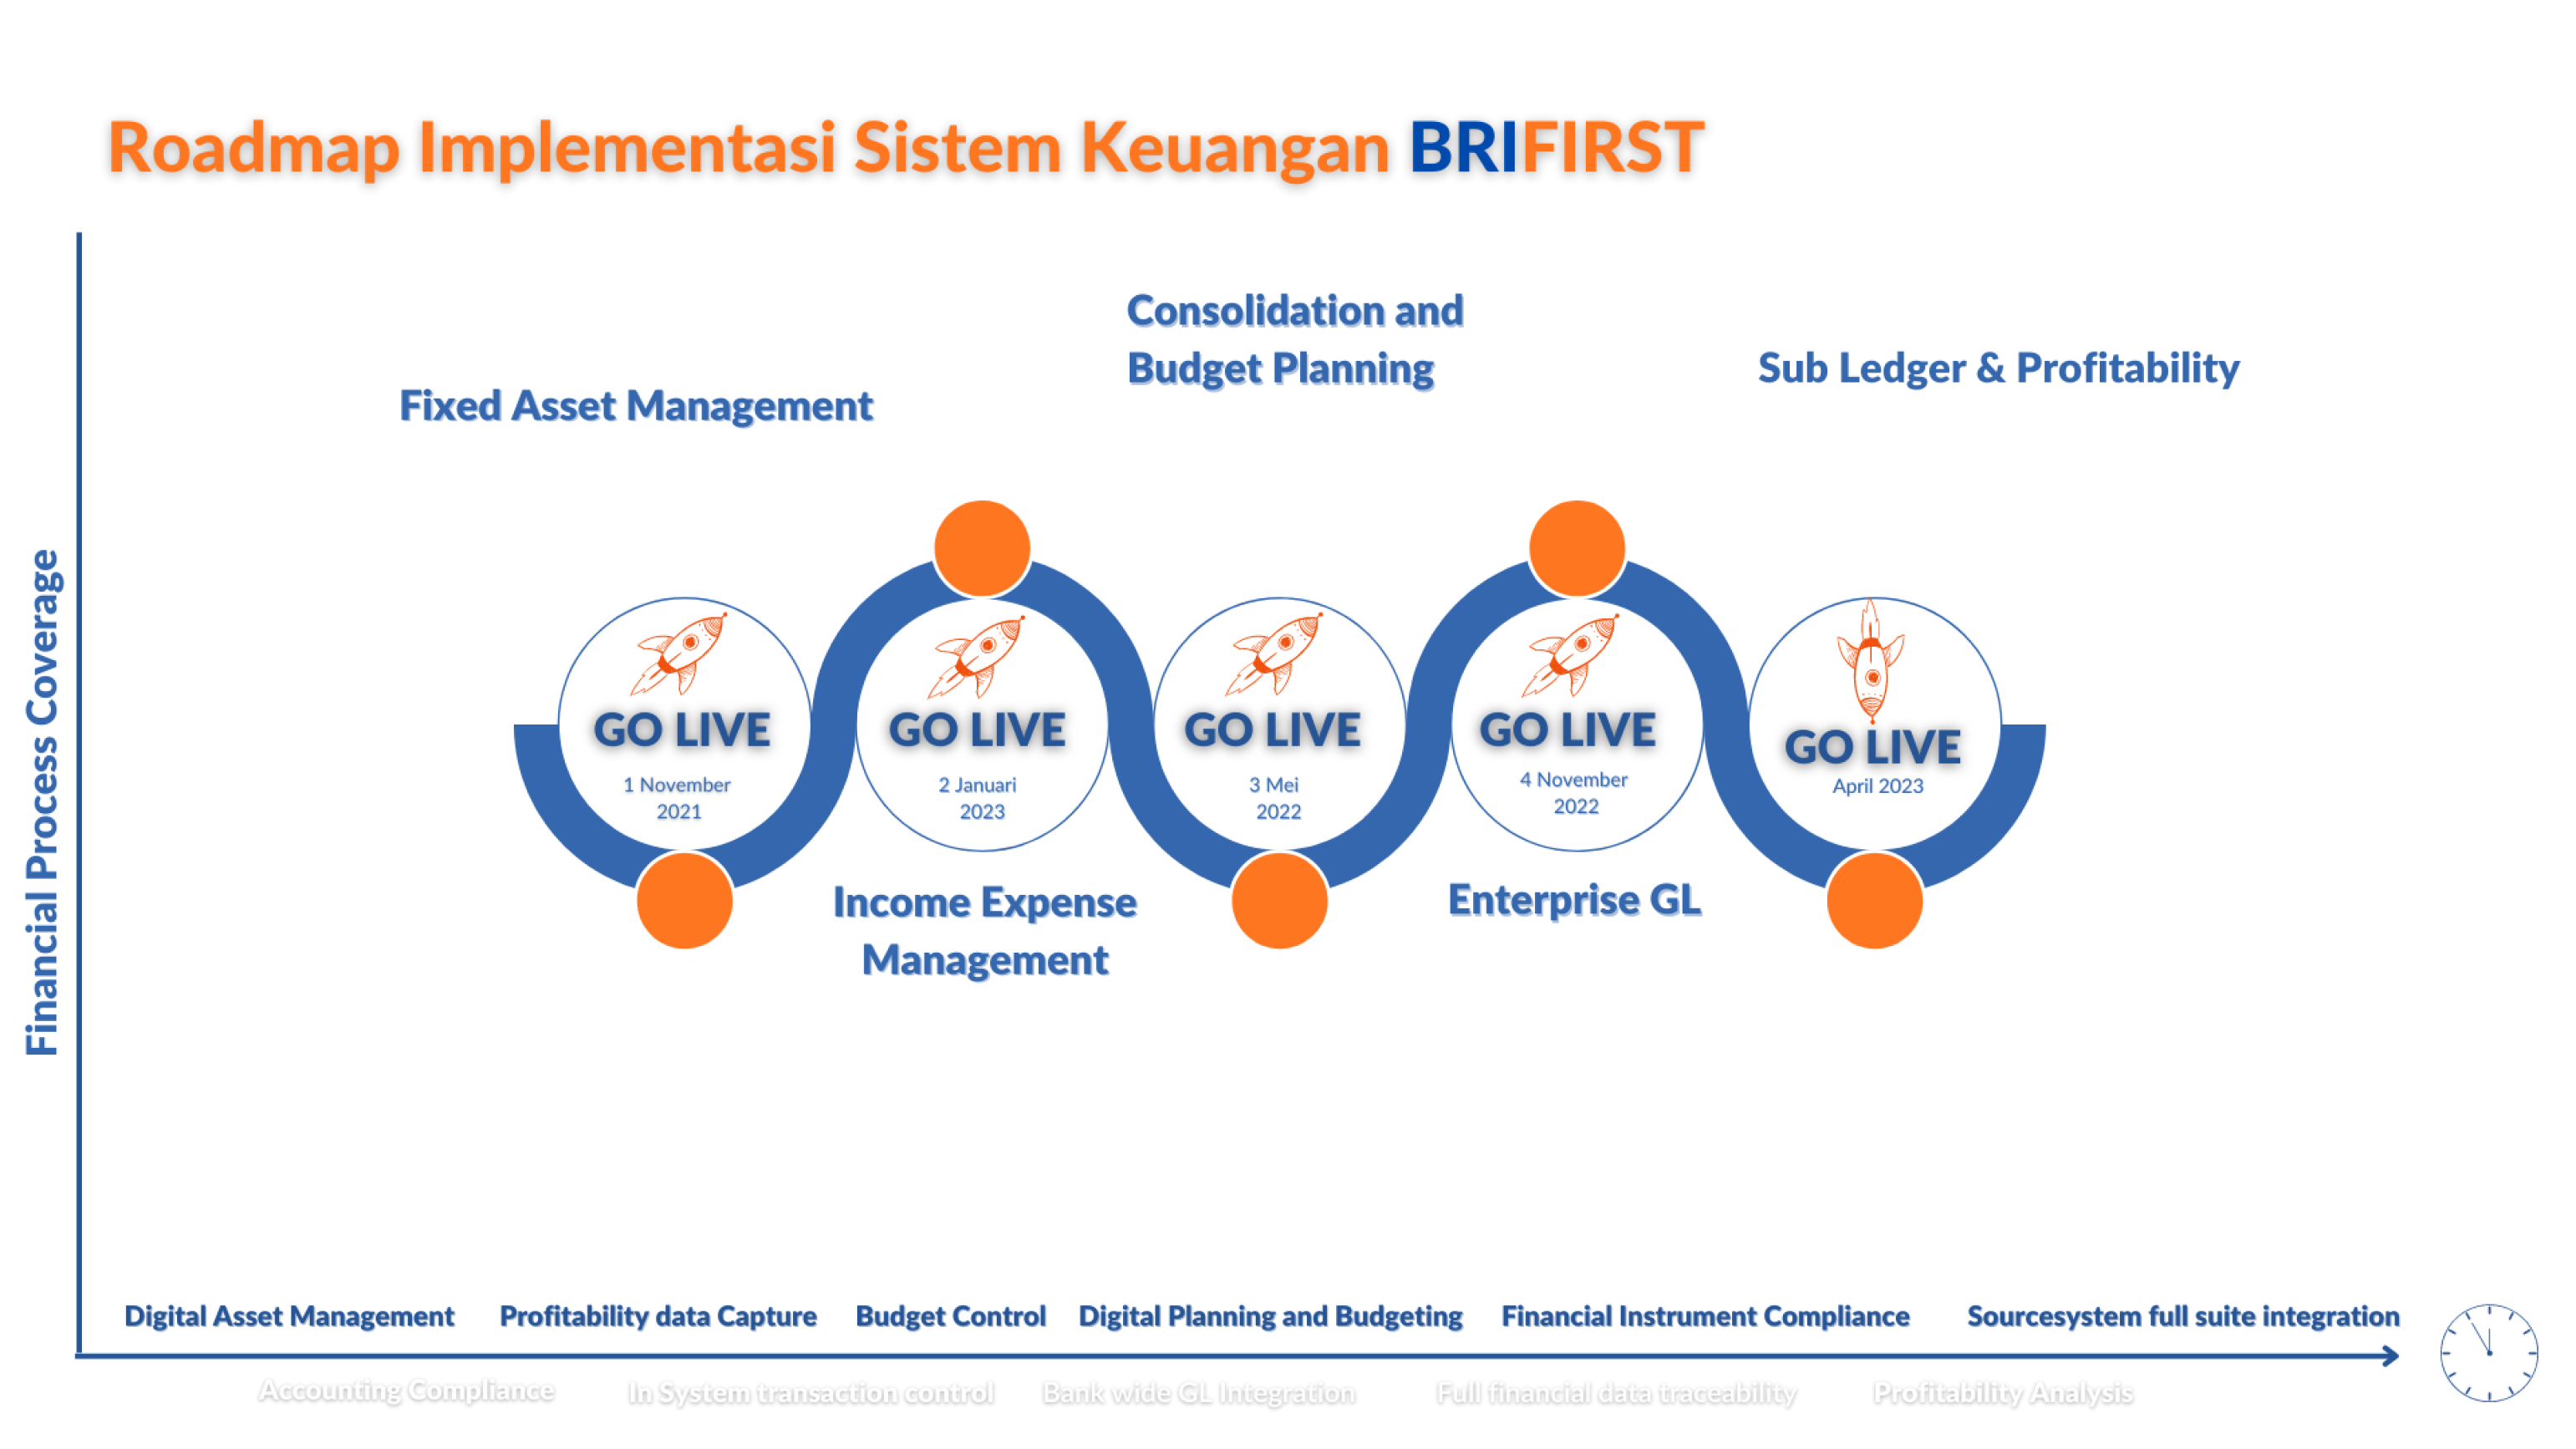 Roadmap Implementasi Sistem Keuangan BRIFIRST
Financial Process Coverage
Fixed Asset Management
Consolidation and
Budget Planning
Sub Ledger & Profitability
GO LIVE
1 November
2021
GO LIVE
2 Januari
2023
GO LIVE
3 Mei
2022
GO LIVE
4 November
2022
GO LIVE
April 2023
Income Expense
Management
Enterprise GL
Digital Asset Management
Profitability data Capture
Budget Control
Digital Planning and Budgeting
Financial Instrument Compliance
Sourcesystem full suite integration
Accounting Compliance
In System transaction control
Bank wide GL Integration
Full financial data traceability
Profitability Analysis